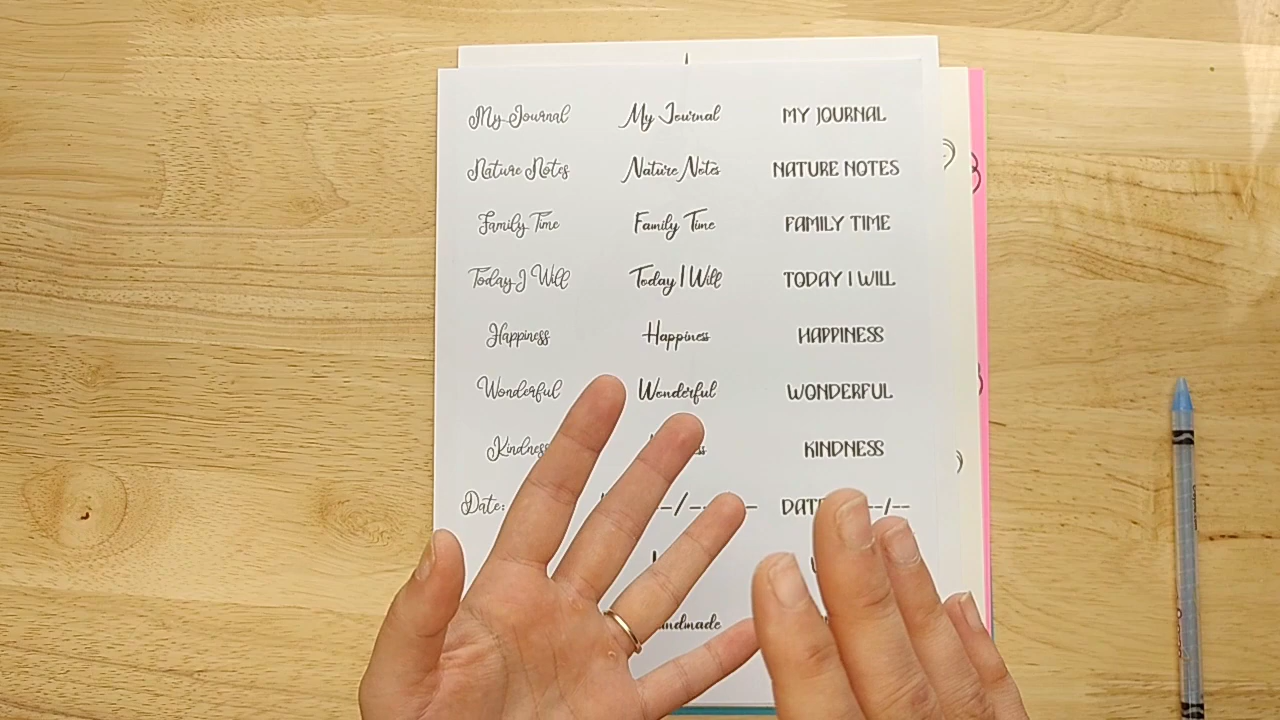 My Journal My Journal MY JOURNAL
Nature Notes Nature Notes NATURE NOTES
Family Time Family Time FAMILY TIME
Today I Will Today I Will TODAY I WILL
Happiness Happiness HAPPINESS
Wonderful Wonderful WONDERFUL
Kindness KINDNESS
Date: